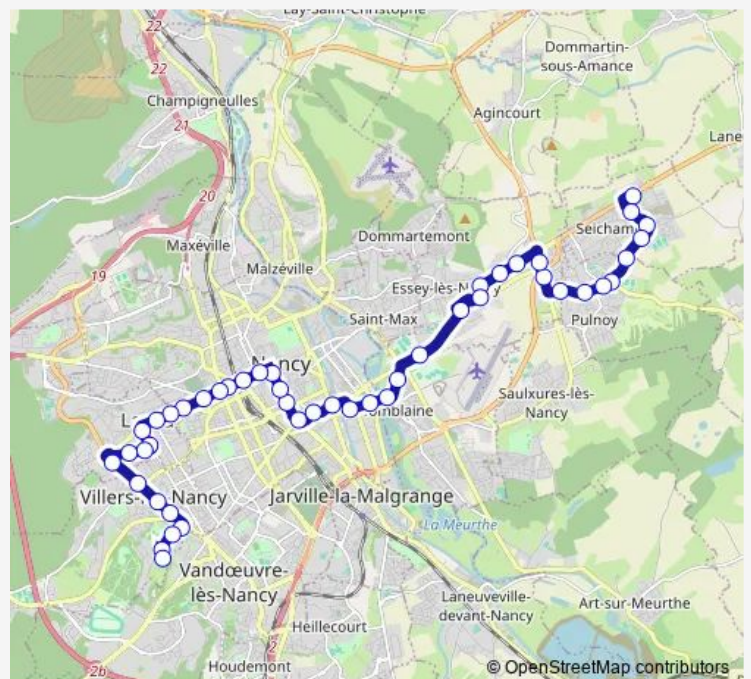 Lay-Saint-Christophe
22
Dommartin-
sous-Amance
22
Champigneulles
Agincourt
21
Lane
20
Seicham
Maxéville
Dommartemont
Malzéville
19
Essey-lès-N
y
Saint-Max
Pulnoy
Nancy
Saulxures-lès-
Nancy
mblaine
L
Villers-
Nancy
Jarville-la-Malgrange
La Meurthe
Vandœuvre-
lès-Nancy
Laneuveville-
devant-Nancy
Art-sur-Meurthe
Heillecourt
2
2b
Houdemont
© OpenStreetMap contributors